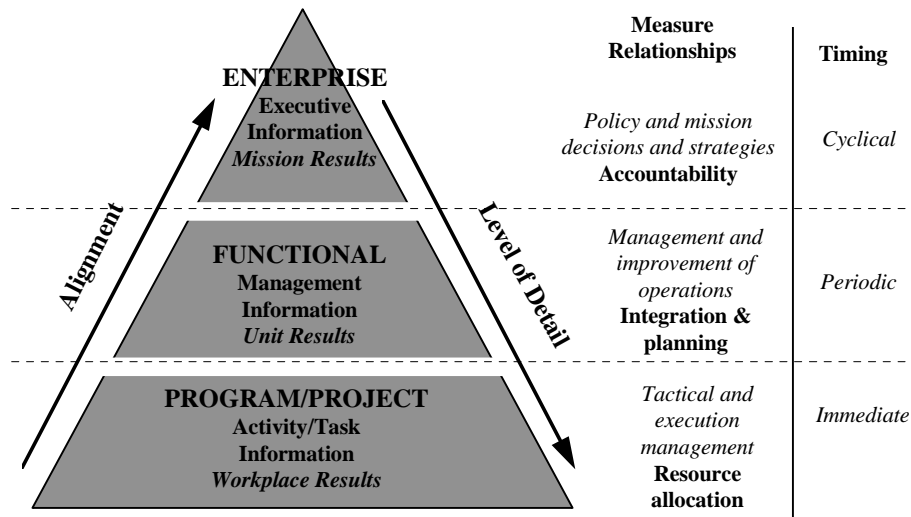 Measure
Relationships
Timing
ENTERPRISE
Executive
Information
Mission Results
Policy and mission
decisions and strategies
Accountability
Cyclical
Alignment
Level of Detail
FUNCTIONAL
Management
Information
Unit Results
Management and
improvement of
operations
Integration &
planning
Periodic
PROGRAM/PROJECT
Activity/Task
Information
Workplace Results
Tactical and
execution
management
Resource
allocation
Immediate